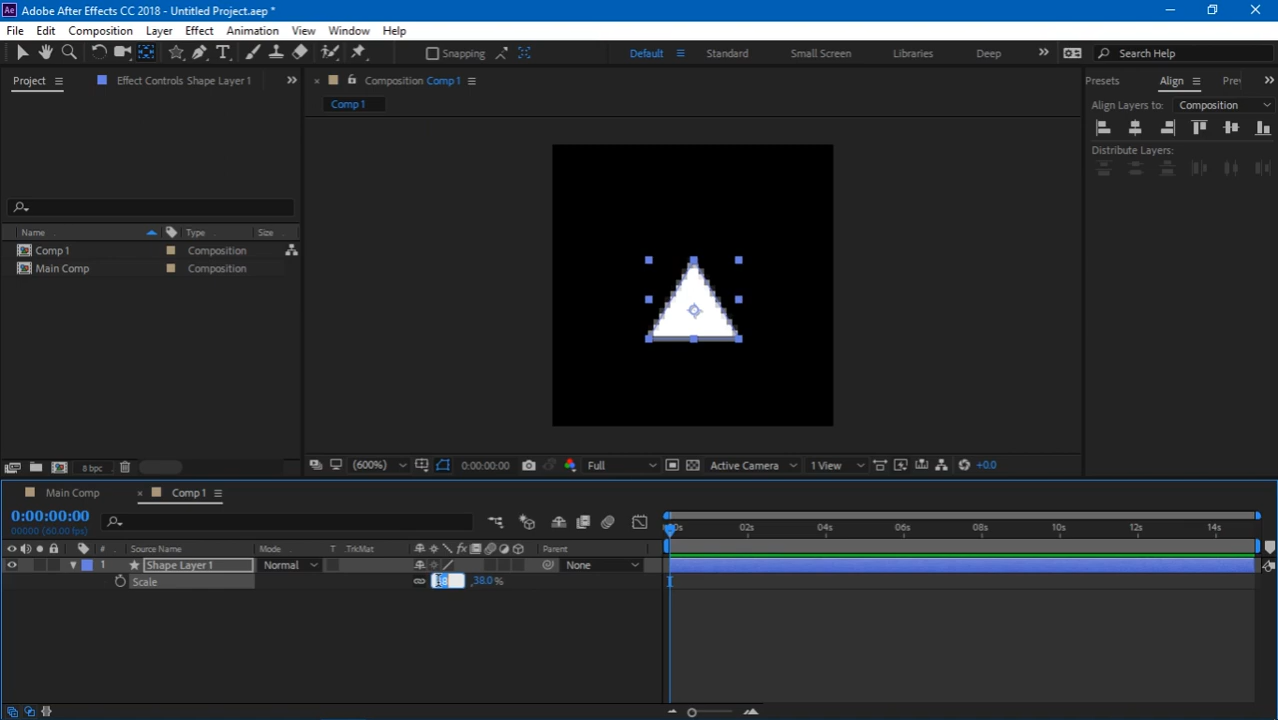 Ae Adobe After Effects CC 2018 - Untitled Project.aep *
File Edit Composition Layer Effect Animation View Window Help
Snapping Default Standard Small Screen Libraries Deep Search Help
Project Effect Controls Shape Layer 1 Composition Comp 1 Presets Align
Align Layers to: Composition
Comp 1
Distribute Layers:
Name Type Size
Comp 1 Composition
Main Comp Composition
8 bpc (600%) 0:00:00:00 Full Active Camera 1 View +0.0
Main Comp Comp 1
0:00:00:00
00000 (60.00 fps)
02s 04s 06s 08s 10s 12s 14s
# Source Name Mode T .TrkMat fx Parent
1 Shape Layer 1 Normal None
Scale 38 ,38.0 %